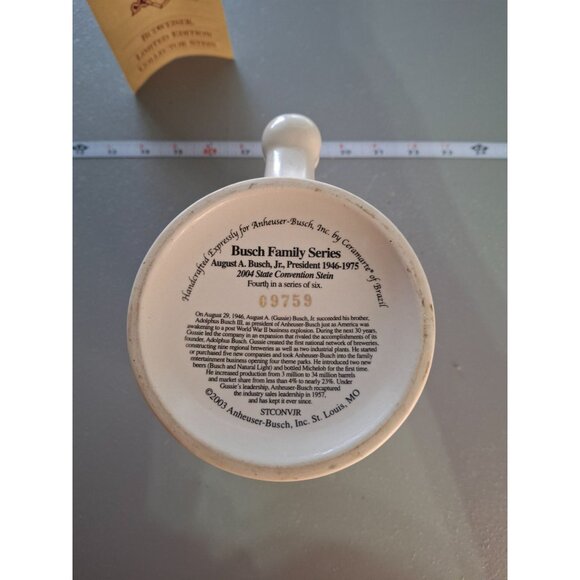 BUDWEISER
LIMITED EDITION
COLLECTOR STEIN
Handcrafted Expressly for Anheuser-Busch, Inc. by Ceramarte® of Brazil
Busch Family Series
August A. Busch, Jr., President 1946-1975
2004 State Convention Stein
Fourth in a series of six.
09759
On August 29, 1946, August A. (Gussie) Busch, Jr. succeeded his brother,
Adolphus Busch III, as president of Anheuser-Busch just as America was
awakening to a post World War II business explosion. During the next 30 years,
Gussie led the company in an expansion that rivaled the accomplishments of its
founder, Adolphus Busch. Gussie created the first national network of breweries,
constructing nine regional breweries as well as two industrial plants. He started
or purchased five new companies and took Anheuser-Busch into the family
entertainment business opening four theme parks. He introduced two new
beers (Busch and Natural Light) and bottled Michelob for the first time.
He increased production from 3 million to 34 million barrels
and market share from less than 4% to nearly 23%. Under
Gussie's leadership, Anheuser-Busch recaptured
the industry sales leadership in 1957,
and has kept it ever since.
STCONVJR
©2003 Anheuser-Busch, Inc. St. Louis, MO